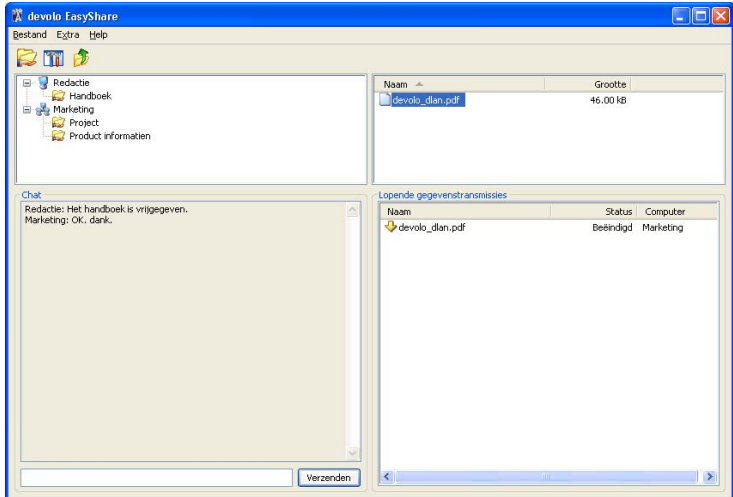 devolo EasyShare
Bestand Extra Help
Redactie
Handboek
Marketing
Project
Product informatien
Naam Grootte
devolo_dlan.pdf 46.00 kB
Chat
Redactie: Het handboek is vrijgegeven.
Marketing: OK. dank.
Verzenden
Lopende gegevenstransmissies
Naam Status Computer
devolo_dlan.pdf Beëindigd Marketing